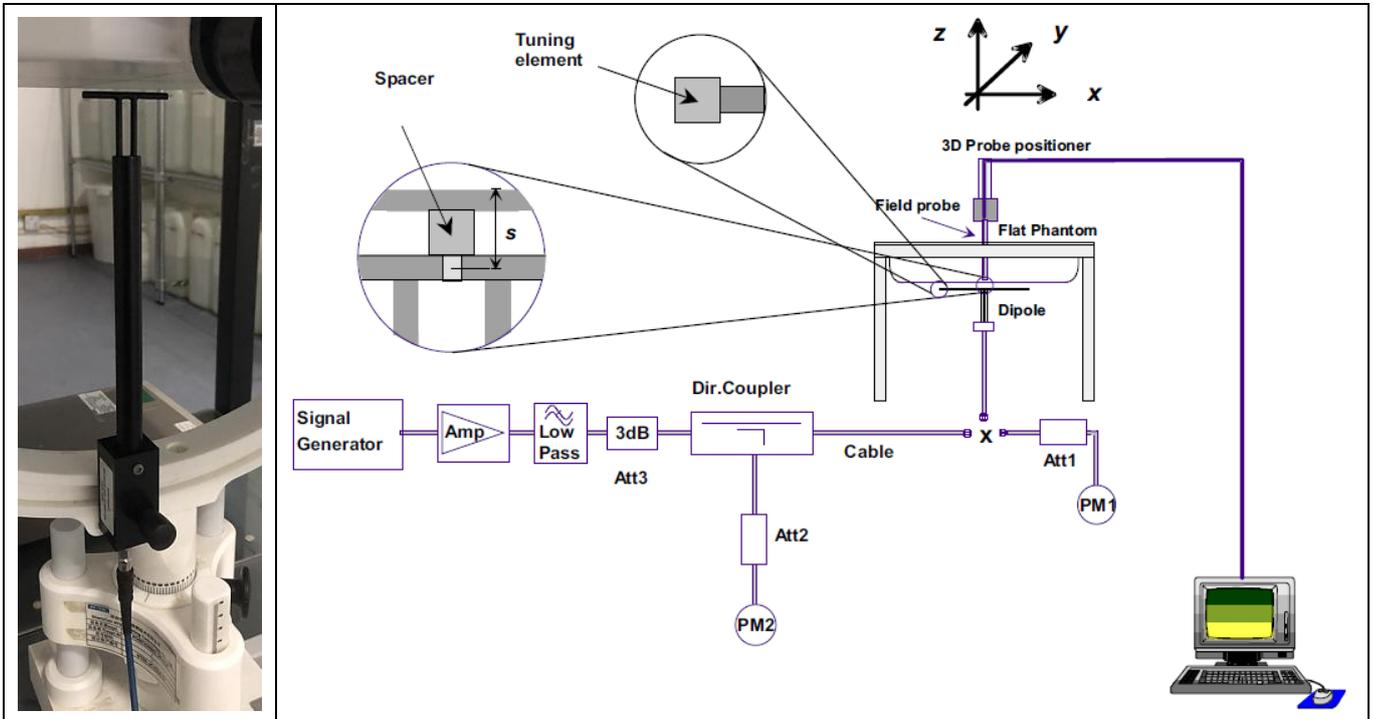 Tuning
element
Spacer
s
z
y
x
3D Probe positioner
Field probe
Flat Phantom
Dipole
Dir.Coupler
Signal
Generator
Amp
Low
Pass
3dB
Att3
Cable
x
Att1
PM1
Att2
PM2